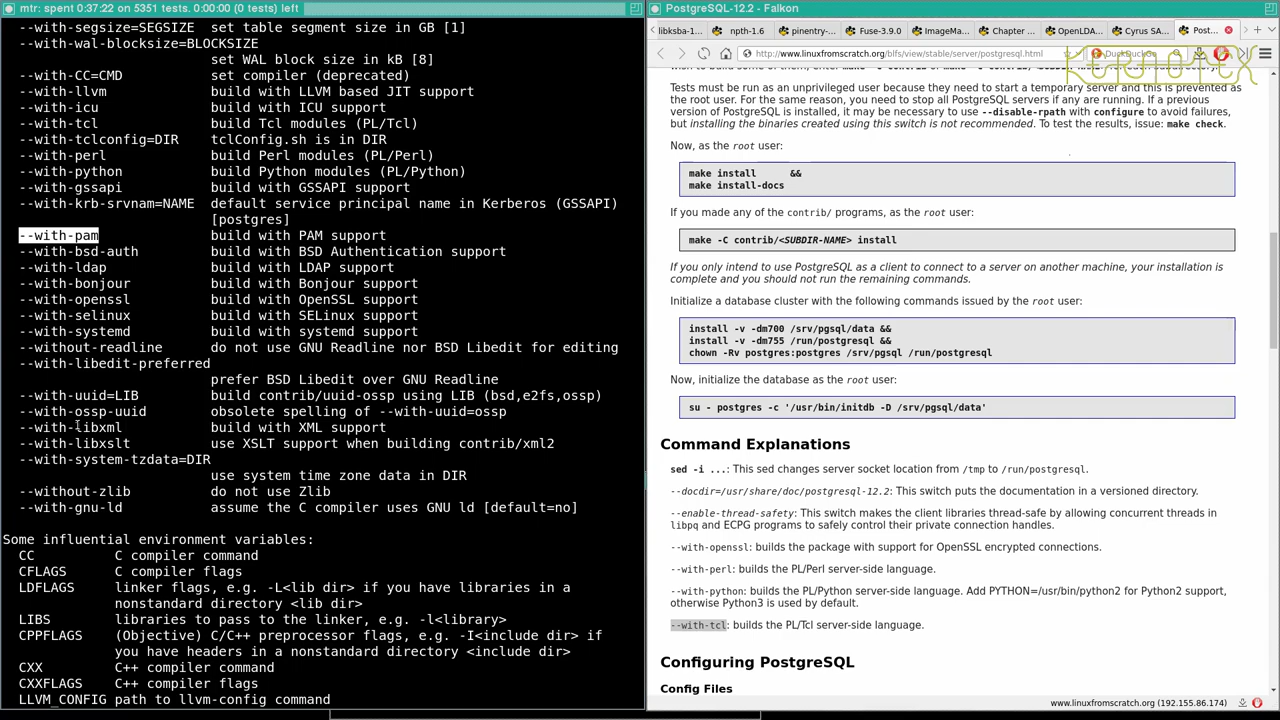 mtr: spent 0:37:22 on 5351 tests. 0:00:00 (0 tests) left
--with-segsize=SEGSIZE set table segment size in GB [1]
--with-wal-blocksize=BLOCKSIZE
set WAL block size in kB [8]
--with-CC=CMD set compiler (deprecated)
--with-llvm build with LLVM based JIT support
--with-icu build with ICU support
--with-tcl build Tcl modules (PL/Tcl)
--with-tclconfig=DIR tclConfig.sh is in DIR
--with-perl build Perl modules (PL/Perl)
--with-python build Python modules (PL/Python)
--with-gssapi build with GSSAPI support
--with-krb-srvnam=NAME default service principal name in Kerberos (GSSAPI)
[postgres]
--with-pam build with PAM support
--with-bsd-auth build with BSD Authentication support
--with-ldap build with LDAP support
--with-bonjour build with Bonjour support
--with-openssl build with OpenSSL support
--with-selinux build with SELinux support
--with-systemd build with systemd support
--without-readline do not use GNU Readline nor BSD Libedit for editing
--with-libedit-preferred
prefer BSD Libedit over GNU Readline
--with-uuid=LIB build contrib/uuid-ossp using LIB (bsd,e2fs,ossp)
--with-ossp-uuid obsolete spelling of --with-uuid=ossp
--with-libxml build with XML support
--with-libxslt use XSLT support when building contrib/xml2
--with-system-tzdata=DIR
use system time zone data in DIR
--without-zlib do not use Zlib
--with-gnu-ld assume the C compiler uses GNU ld [default=no]
Some influential environment variables:
CC C compiler command
CFLAGS C compiler flags
LDFLAGS linker flags, e.g. -L<lib dir> if you have libraries in a
nonstandard directory <lib dir>
LIBS libraries to pass to the linker, e.g. -l<library>
CPPFLAGS (Objective) C/C++ preprocessor flags, e.g. -I<include dir> if
you have headers in a nonstandard directory <include dir>
CXX C++ compiler command
CXXFLAGS C++ compiler flags
LLVM_CONFIG path to llvm-config command
PostgreSQL-12.2 - Falkon
libksba-1... npth-1.6 pinentry-... Fuse-3.9.0 ImageMa... Chapter ... OpenLDA... Cyrus SA... Post...
http://www.linuxfromscratch.org/blfs/view/stable/server/postgresql.html
DuckDuckGo
KERNOTEX
Tests must be run as an unprivileged user because they need to start a temporary server and this is prevented as
the root user. For the same reason, you need to stop all PostgreSQL servers if any are running. If a previous
version of PostgreSQL is installed, it may be necessary to use --disable-rpath with configure to avoid failures,
but installing the binaries created using this switch is not recommended. To test the results, issue: make check.
Now, as the root user:
make install &&
make install-docs
If you made any of the contrib/ programs, as the root user:
make -C contrib/<SUBDIR-NAME> install
If you only intend to use PostgreSQL as a client to connect to a server on another machine, your installation is
complete and you should not run the remaining commands.
Initialize a database cluster with the following commands issued by the root user:
install -v -dm700 /srv/pgsql/data &&
install -v -dm755 /run/postgresql &&
chown -Rv postgres:postgres /srv/pgsql /run/postgresql
Now, initialize the database as the root user:
su - postgres -c '/usr/bin/initdb -D /srv/pgsql/data'
Command Explanations
sed -i ...: This sed changes server socket location from /tmp to /run/postgresql.
--docdir=/usr/share/doc/postgresql-12.2: This switch puts the documentation in a versioned directory.
--enable-thread-safety: This switch makes the client libraries thread-safe by allowing concurrent threads in
libpq and ECPG programs to safely control their private connection handles.
--with-openssl: builds the package with support for OpenSSL encrypted connections.
--with-perl: builds the PL/Perl server-side language.
--with-python: builds the PL/Python server-side language. Add PYTHON=/usr/bin/python2 for Python2 support,
otherwise Python3 is used by default.
--with-tcl: builds the PL/Tcl server-side language.
Configuring PostgreSQL
Config Files
www.linuxfromscratch.org (192.155.86.174)